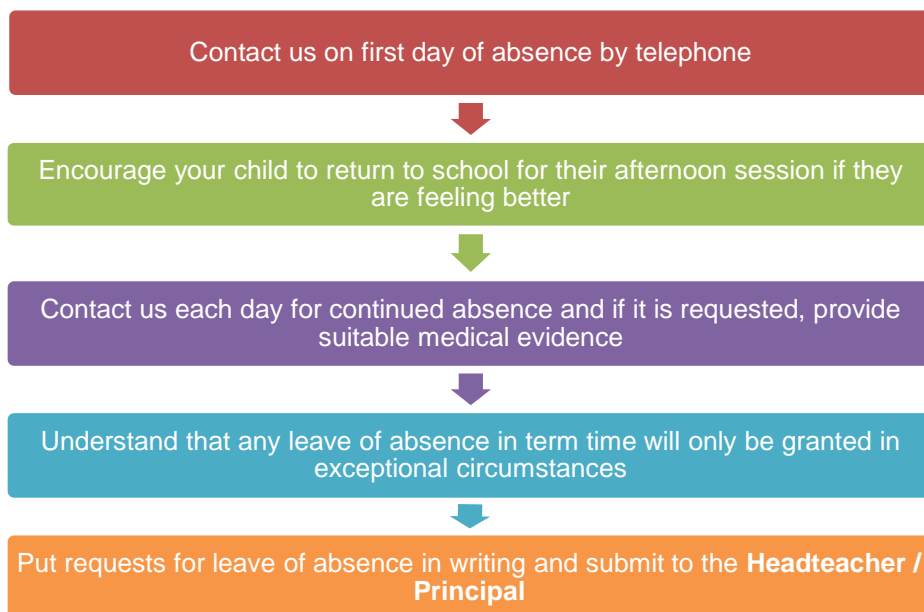 Contact us on first day of absence by telephone
Encourage your child to return to school for their afternoon session if they
are feeling better
Contact us each day for continued absence and if it is requested, provide
suitable medical evidence
Understand that any leave of absence in term time will only be granted in
exceptional circumstances
Put requests for leave of absence in writing and submit to the Headteacher /
Principal